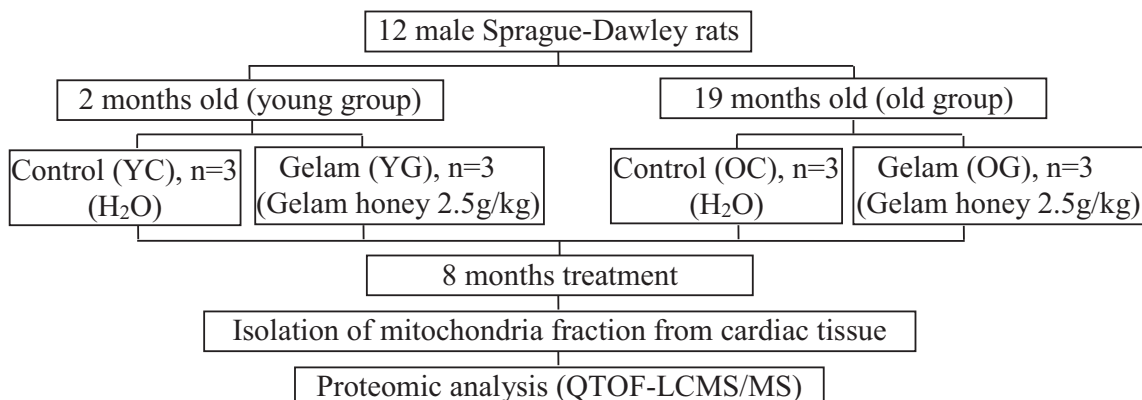 12 male Sprague-Dawley rats
2 months old (young group)
19 months old (old group)
Control (YC), n=3
(H₂O)
Gelam (YG), n=3
(Gelam honey 2.5g/kg)
Control (OC), n=3
(H₂O)
Gelam (OG), n=3
(Gelam honey 2.5g/kg)
8 months treatment
Isolation of mitochondria fraction from cardiac tissue
Proteomic analysis (QTOF-LCMS/MS)